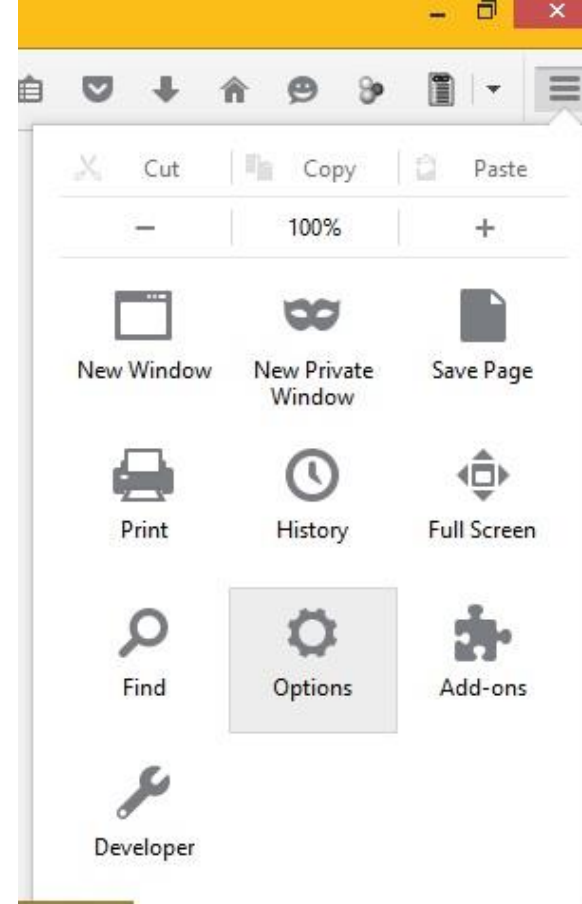 Cut Copy Paste
− 100% +
New Window New Private Window Save Page
Print History Full Screen
Find Options Add-ons
Developer